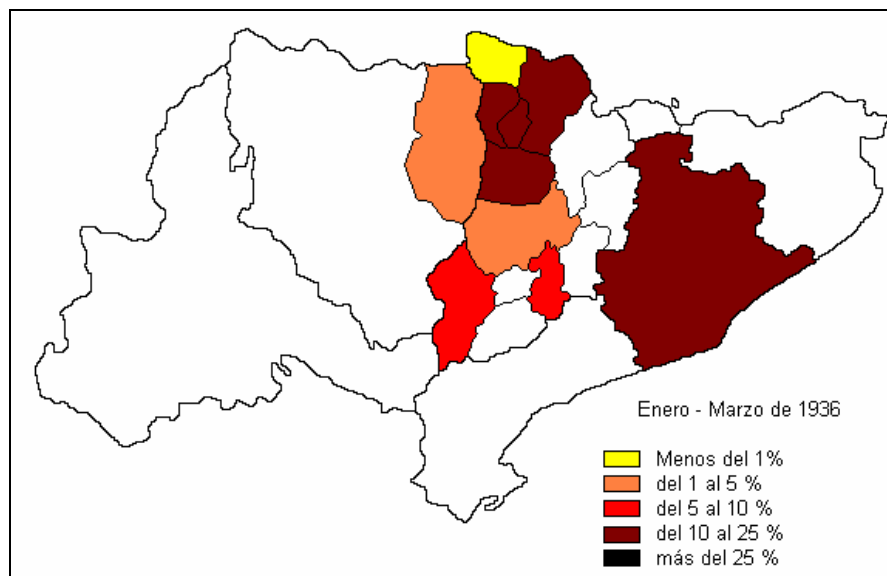 Enero - Marzo de 1936
Menos del 1%
del 1 al 5 %
del 5 al 10 %
del 10 al 25 %
más del 25 %